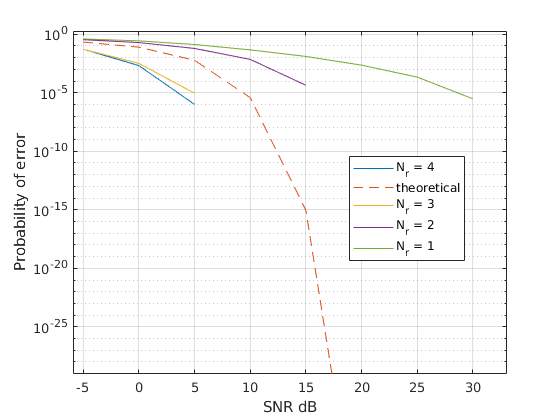 10^0
10^-5
10^-10
10^-15
10^-20
10^-25
Probability of error
N_r = 4
theoretical
N_r = 3
N_r = 2
N_r = 1
-5 0 5 10 15 20 25 30
SNR dB